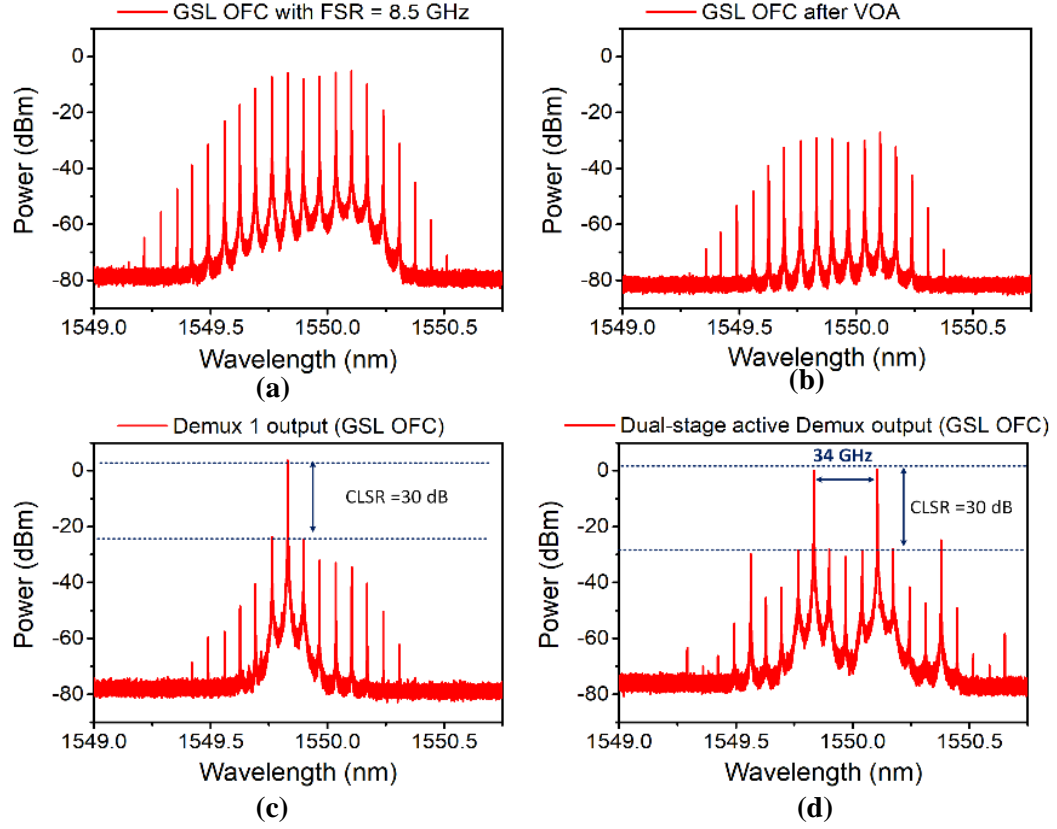 GSL OFC with FSR = 8.5 GHz
0
-20
-40
-60
-80
Power (dBm)
1549.0 1549.5 1550.0 1550.5
Wavelength (nm)
(a)
GSL OFC after VOA
0
-20
-40
-60
-80
Power (dBm)
1549.0 1549.5 1550.0 1550.5
Wavelength (nm)
(b)
Demux 1 output (GSL OFC)
0
-20
-40
-60
-80
Power (dBm)
CLSR =30 dB
1549.0 1549.5 1550.0 1550.5
Wavelength (nm)
(c)
Dual-stage active Demux output (GSL OFC)
34 GHz
0
-20
-40
-60
-80
Power (dBm)
CLSR =30 dB
1549.0 1549.5 1550.0 1550.5
Wavelength (nm)
(d)